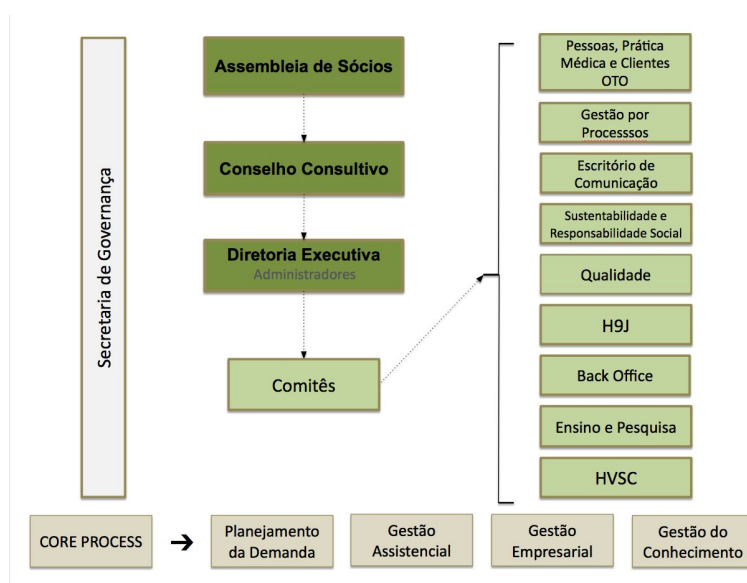 Secretaria de Governança
Assembleia de Sócios
Conselho Consultivo
Diretoria Executiva
Administradores
Comitês
Pessoas, Prática
Médica e Clientes
OTO
Gestão por
Processsos
Escritório de
Comunicação
Sustentabilidade e
Responsabilidade Social
Qualidade
H9J
Back Office
Ensino e Pesquisa
HVSC
CORE PROCESS
Planejamento
da Demanda
Gestão
Assistencial
Gestão
Empresarial
Gestão do
Conhecimento